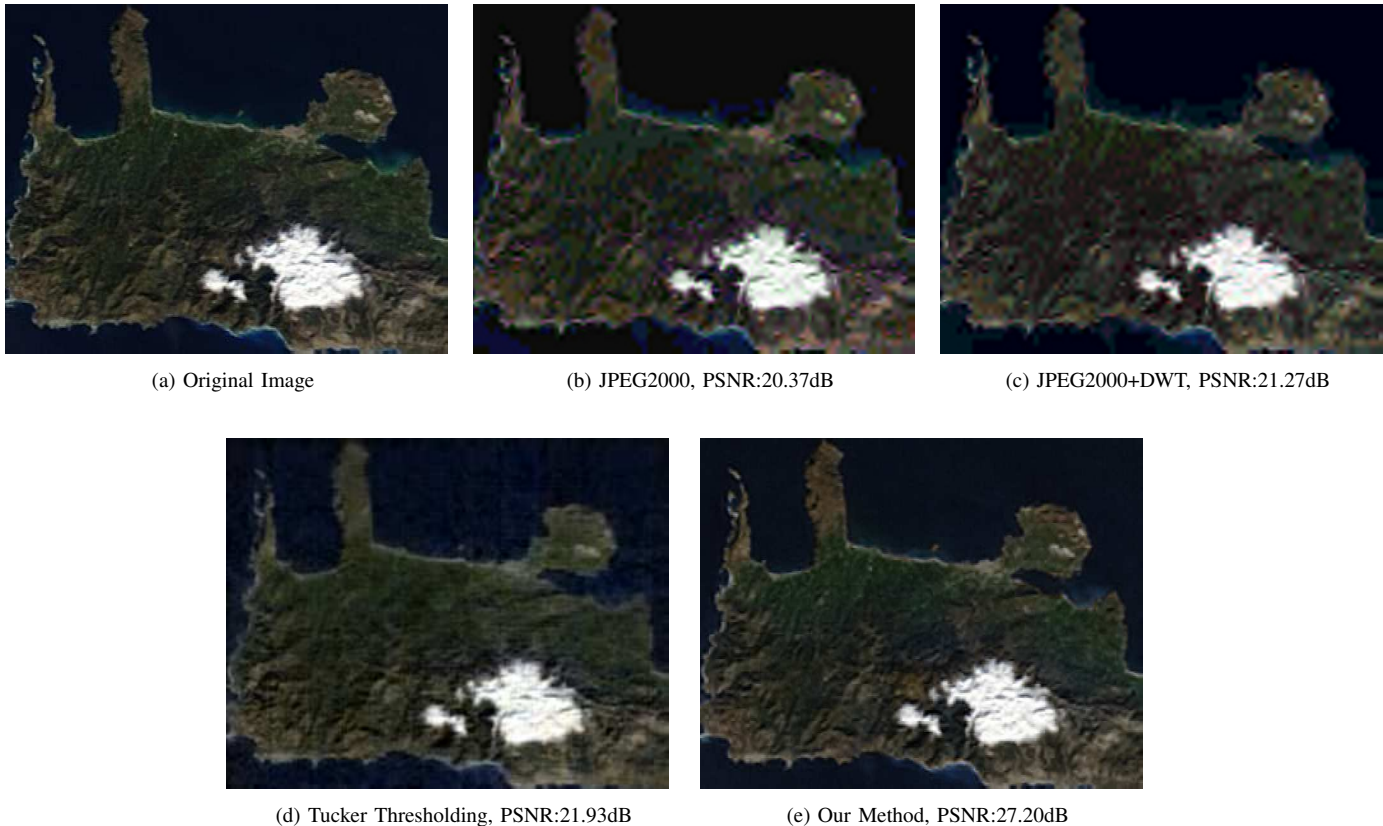 (a) Original Image
(b) JPEG2000, PSNR:20.37dB
(c) JPEG2000+DWT, PSNR:21.27dB
(d) Tucker Thresholding, PSNR:21.93dB
(e) Our Method, PSNR:27.20dB